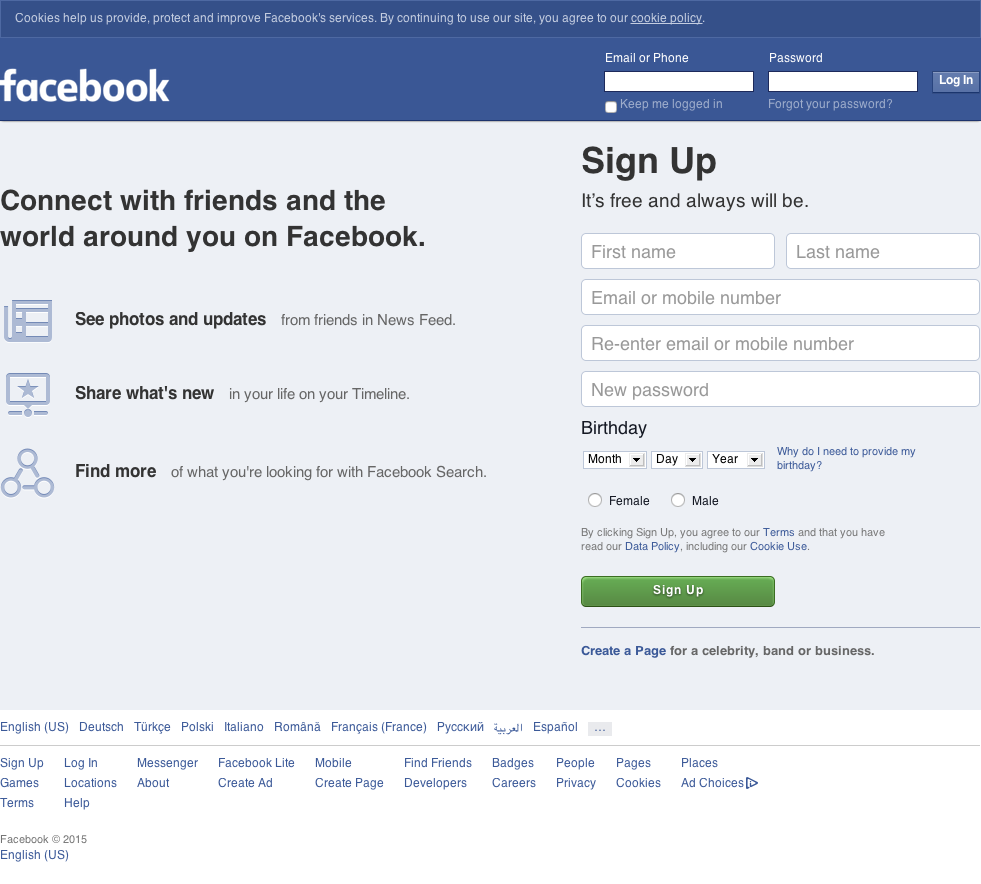 Cookies help us provide, protect and improve Facebook's services. By continuing to use our site, you agree to our cookie policy.
facebook
Email or Phone
Password
Log In
Keep me logged in
Forgot your password?
Connect with friends and the
world around you on Facebook.
See photos and updates from friends in News Feed.
Share what's new in your life on your Timeline.
Find more of what you're looking for with Facebook Search.
Sign Up
It’s free and always will be.
First name
Last name
Email or mobile number
Re-enter email or mobile number
New password
Birthday
Month Day Year
Why do I need to provide my
birthday?
Female Male
By clicking Sign Up, you agree to our Terms and that you have
read our Data Policy, including our Cookie Use.
Sign Up
Create a Page for a celebrity, band or business.
English (US) Deutsch Türkçe Polski Italiano Română Français (France) Русский العربية Español ...
Sign Up Log In Messenger Facebook Lite Mobile Find Friends Badges People Pages Places
Games Locations About Create Ad Create Page Developers Careers Privacy Cookies Ad Choices
Terms Help
Facebook © 2015
English (US)